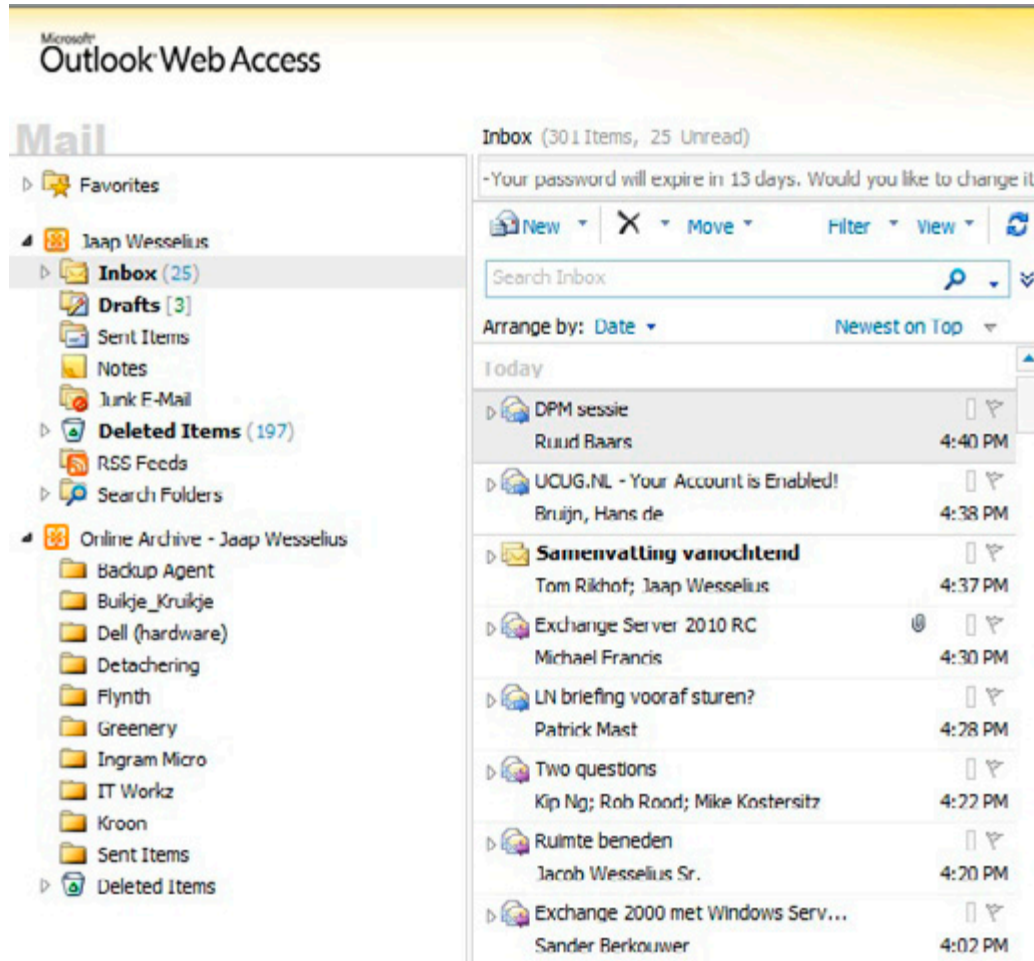 Microsoft®
Outlook Web Access
Mail
Favorites
Jaap Wesselius
Inbox (25)
Drafts [3]
Sent Items
Notes
Junk E-Mail
Deleted Items (197)
RSS Feeds
Search Folders
Online Archive - Jaap Wesselius
Backup Agent
Buikje_Kruikje
Dell (hardware)
Detachering
Flynth
Greenery
Ingram Micro
IT Workz
Kroon
Sent Items
Deleted Items
Inbox (301 Items, 25 Unread)
-Your password will expire in 13 days. Would you like to change it
New Move Filter View
Search Inbox
Arrange by: Date Newest on Top
Today
DPM sessie
Ruud Baars 4:40 PM
UCUG.NL - Your Account is Enabled!
Bruijn, Hans de 4:38 PM
Samenvatting vanochtend
Tom Rikhof; Jaap Wesselius 4:37 PM
Exchange Server 2010 RC
Michael Francis 4:30 PM
LN briefing vooraf sturen?
Patrick Mast 4:28 PM
Two questions
Kip Ng; Rob Rood; Mike Kostersitz 4:22 PM
Ruimte beneden
Jacob Wesselius Sr. 4:20 PM
Exchange 2000 met Windows Serv...
Sander Berkouwer 4:02 PM